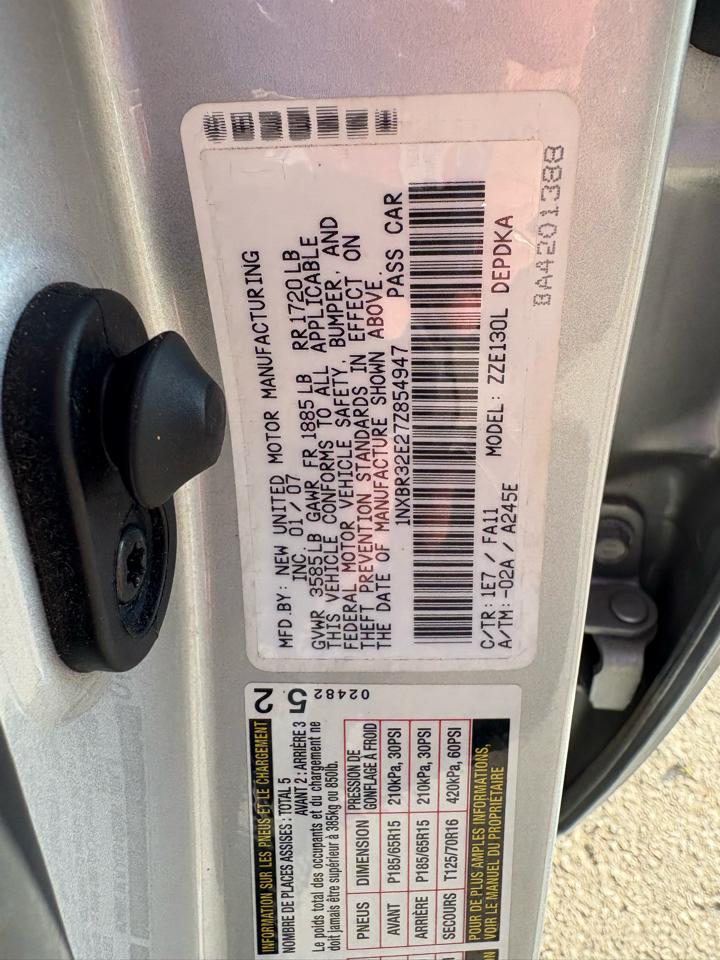 MFD.BY: NEW UNITED MOTOR MANUFACTURING
INC. 01/07
GVWR 3585LB GAWR FR 1885LB RR1720LB
THIS VEHICLE CONFORMS TO ALL APPLICABLE
FEDERAL MOTOR VEHICLE SAFETY, BUMPER, AND
THEFT PREVENTION STANDARDS IN EFFECT ON
THE DATE OF MANUFACTURE SHOWN ABOVE.
1NXBR32E27Z854947 PASS CAR
C/TR: 1E7 / FA11 MODEL: ZZE130L DEPDKA
A/TM: -02A / A245E
8A4201388
2 5
02482
INFORMATION SUR LES PNEUS ET LE CHARGEMENT
NOMBRE DE PLACES ASSISES : TOTAL 5
AVANT 2 : ARRIÈRE 3
Le poids total des occupants et du chargement ne
doit jamais être supérieur à 385kg ou 850lb.
PNEUS DIMENSION PRESSION DE GONFLAGE À FROID
AVANT P185/65R15 210kPa, 30PSI
ARRIÈRE P185/65R15 210kPa, 30PSI
SECOURS T125/70R16 420kPa, 60PSI
POUR DE PLUS AMPLES INFORMATIONS,
VOIR LE MANUEL DU PROPRIETAIRE